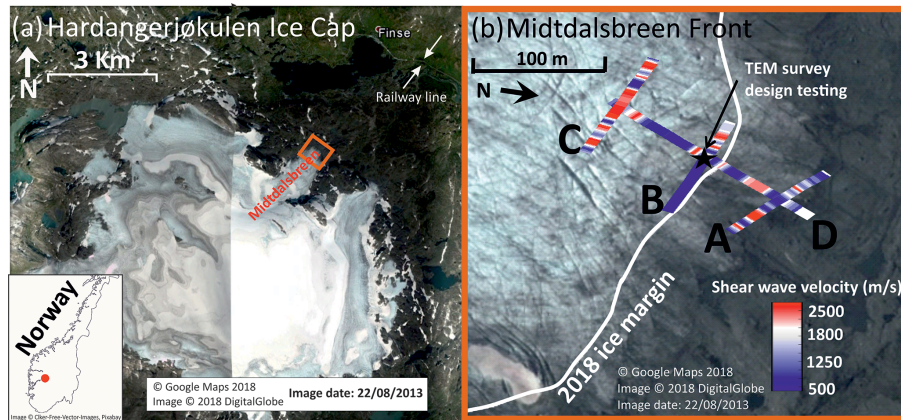 (a) Hardangerjøkulen Ice Cap
3 Km
N
Finse
Railway line
Midtdalsbreen
Norway
Image © Clker-Free-Vector-Images, Pixabay
© Google Maps 2018
Image © 2018 DigitalGlobe
Image date: 22/08/2013
(b) Midtdalsbreen Front
100 m
N
TEM survey
design testing
C
B
A
D
2018 ice margin
Shear wave velocity (m/s)
2500
1800
1250
500
© Google Maps 2018
Image © 2018 DigitalGlobe
Image date: 22/08/2013